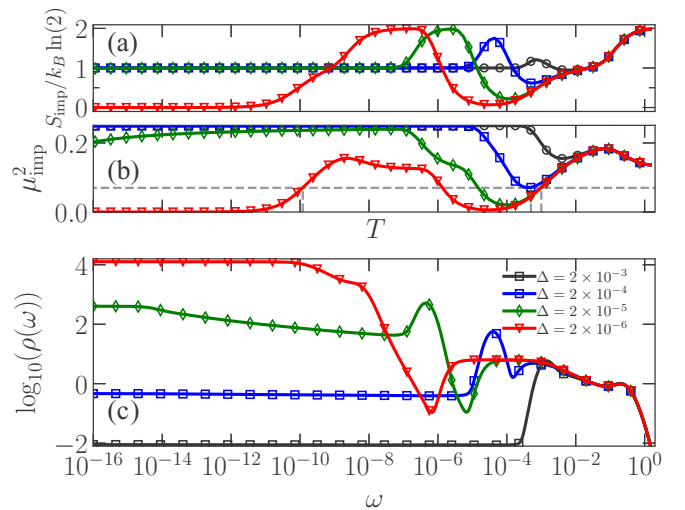 S_imp/k_B ln(2)
2
1
0
(a)
μ²_imp
0.2
0.0
(b)
T
log₁₀(ρ(ω))
4
2
0
−2
Δ = 2 × 10⁻³
Δ = 2 × 10⁻⁴
Δ = 2 × 10⁻⁵
Δ = 2 × 10⁻⁶
(c)
10⁻¹⁶ 10⁻¹⁴ 10⁻¹² 10⁻¹⁰ 10⁻⁸ 10⁻⁶ 10⁻⁴ 10⁻² 10⁰
ω